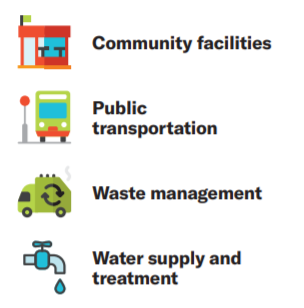 Community facilities
Public
transportation
Waste management
Water supply and
treatment